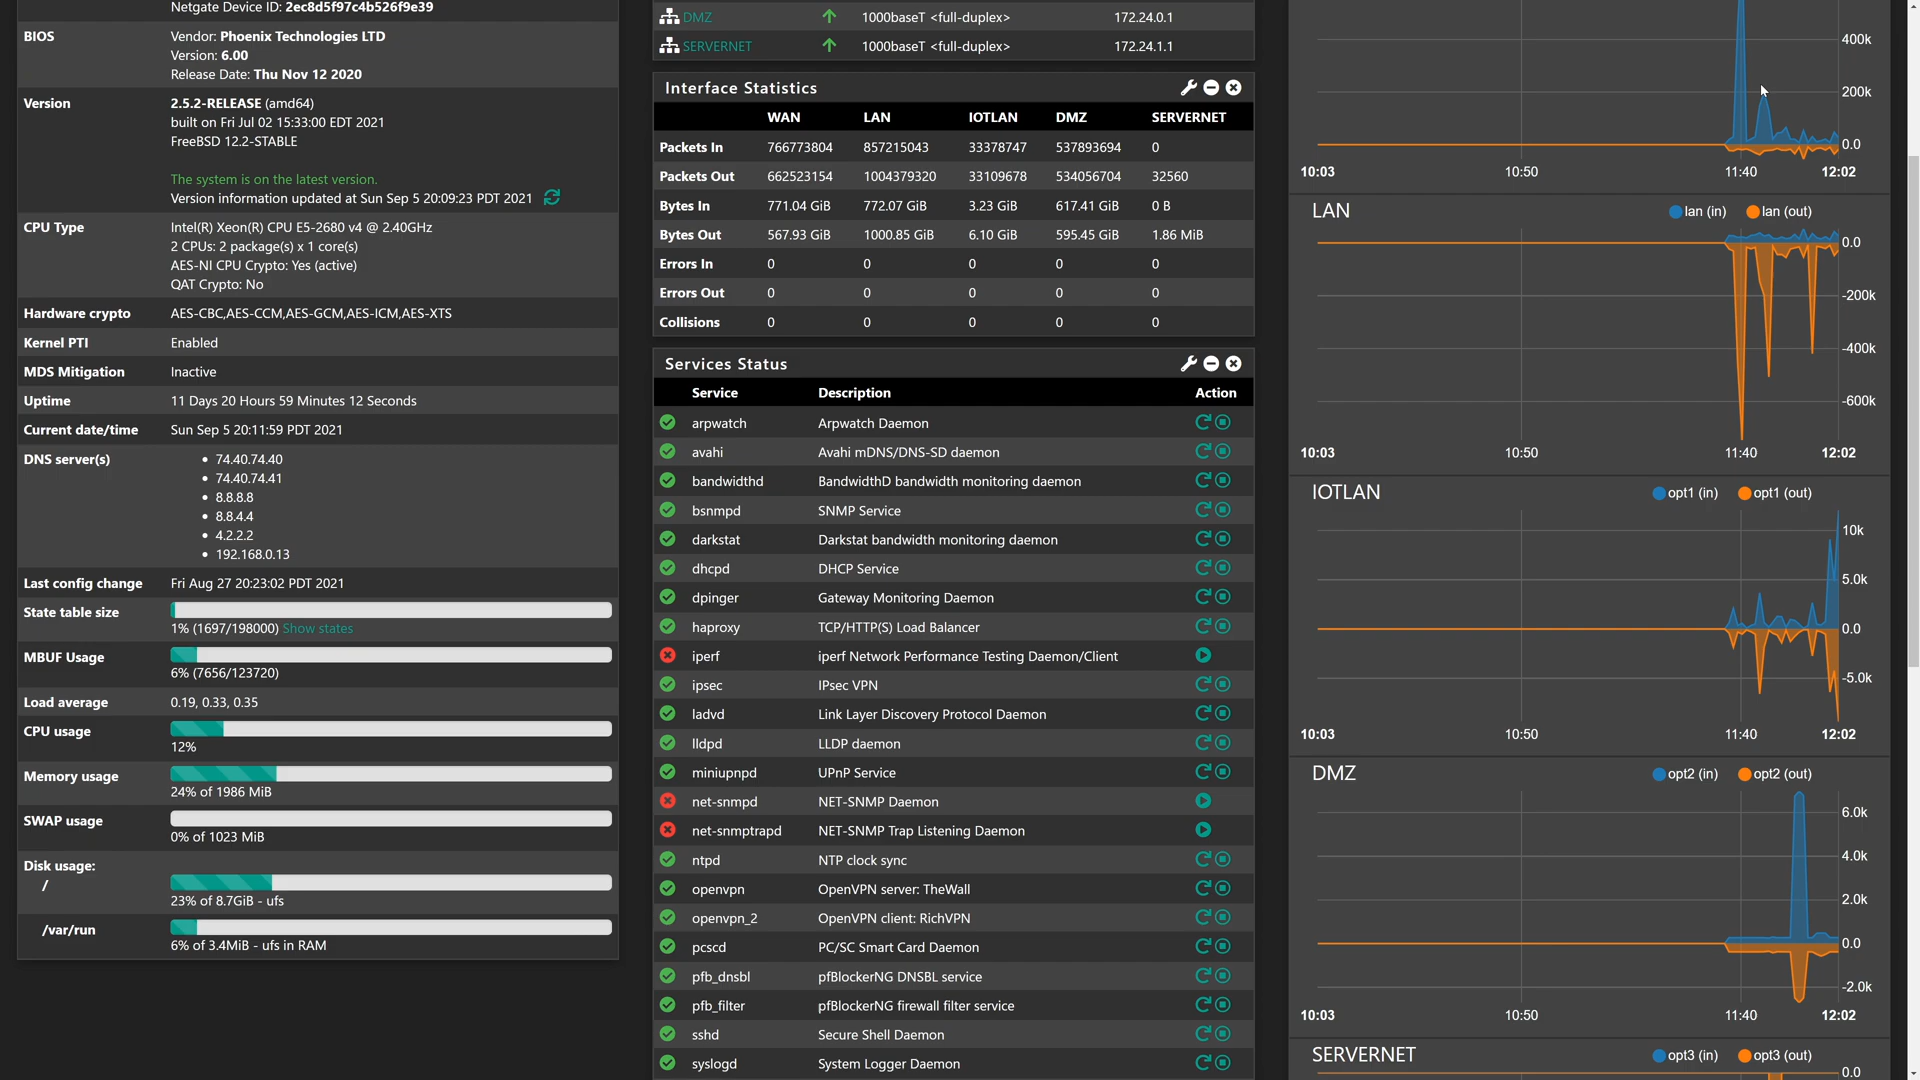 Netgate Device ID: 2ec8d5f97c4b526f9e39
BIOS
Vendor: Phoenix Technologies LTD
Version: 6.00
Release Date: Thu Nov 12 2020
Version
2.5.2-RELEASE (amd64)
built on Fri Jul 02 15:33:00 EDT 2021
FreeBSD 12.2-STABLE
The system is on the latest version.
Version information updated at Sun Sep 5 20:09:23 PDT 2021
CPU Type
Intel(R) Xeon(R) CPU E5-2680 v4 @ 2.40GHz
2 CPUs: 2 package(s) x 1 core(s)
AES-NI CPU Crypto: Yes (active)
QAT Crypto: No
Hardware crypto AES-CBC,AES-CCM,AES-GCM,AES-ICM,AES-XTS
Kernel PTI Enabled
MDS Mitigation Inactive
Uptime 11 Days 20 Hours 59 Minutes 12 Seconds
Current date/time Sun Sep 5 20:11:59 PDT 2021
DNS server(s)
• 74.40.74.40
• 74.40.74.41
• 8.8.8.8
• 8.8.4.4
• 4.2.2.2
• 192.168.0.13
Last config change Fri Aug 27 20:23:02 PDT 2021
State table size
1% (1697/198000) Show states
MBUF Usage
6% (7656/123720)
Load average 0.19, 0.33, 0.35
CPU usage
12%
Memory usage
24% of 1986 MiB
SWAP usage
0% of 1023 MiB
Disk usage:
/
23% of 8.7GiB - ufs
/var/run
6% of 3.4MiB - ufs in RAM
DMZ 1000baseT <full-duplex> 172.24.0.1
SERVERNET 1000baseT <full-duplex> 172.24.1.1
Interface Statistics
WAN LAN IOTLAN DMZ SERVERNET
Packets In 766773804 857215043 33378747 537893694 0
Packets Out 662523154 1004379320 33109678 534056704 32560
Bytes In 771.04 GiB 772.07 GiB 3.23 GiB 617.41 GiB 0 B
Bytes Out 567.93 GiB 1000.85 GiB 6.10 GiB 595.45 GiB 1.86 MiB
Errors In 0 0 0 0 0
Errors Out 0 0 0 0 0
Collisions 0 0 0 0 0
Services Status
Service Description Action
arpwatch Arpwatch Daemon
avahi Avahi mDNS/DNS-SD daemon
bandwidthd BandwidthD bandwidth monitoring daemon
bsnmpd SNMP Service
darkstat Darkstat bandwidth monitoring daemon
dhcpd DHCP Service
dpinger Gateway Monitoring Daemon
haproxy TCP/HTTP(S) Load Balancer
iperf iperf Network Performance Testing Daemon/Client
ipsec IPsec VPN
ladvd Link Layer Discovery Protocol Daemon
lldpd LLDP daemon
miniupnpd UPnP Service
net-snmpd NET-SNMP Daemon
net-snmptrapd NET-SNMP Trap Listening Daemon
ntpd NTP clock sync
openvpn OpenVPN server: TheWall
openvpn_2 OpenVPN client: RichVPN
pcscd PC/SC Smart Card Daemon
pfb_dnsbl pfBlockerNG DNSBL service
pfb_filter pfBlockerNG firewall filter service
sshd Secure Shell Daemon
syslogd System Logger Daemon
400k
200k
0.0
10:03 10:50 11:40 12:02
LAN lan (in) lan (out)
0.0
-200k
-400k
-600k
10:03 10:50 11:40 12:02
IOTLAN opt1 (in) opt1 (out)
10k
5.0k
0.0
-5.0k
10:03 10:50 11:40 12:02
DMZ opt2 (in) opt2 (out)
6.0k
4.0k
2.0k
0.0
-2.0k
10:03 10:50 11:40 12:02
SERVERNET opt3 (in) opt3 (out)
0.0